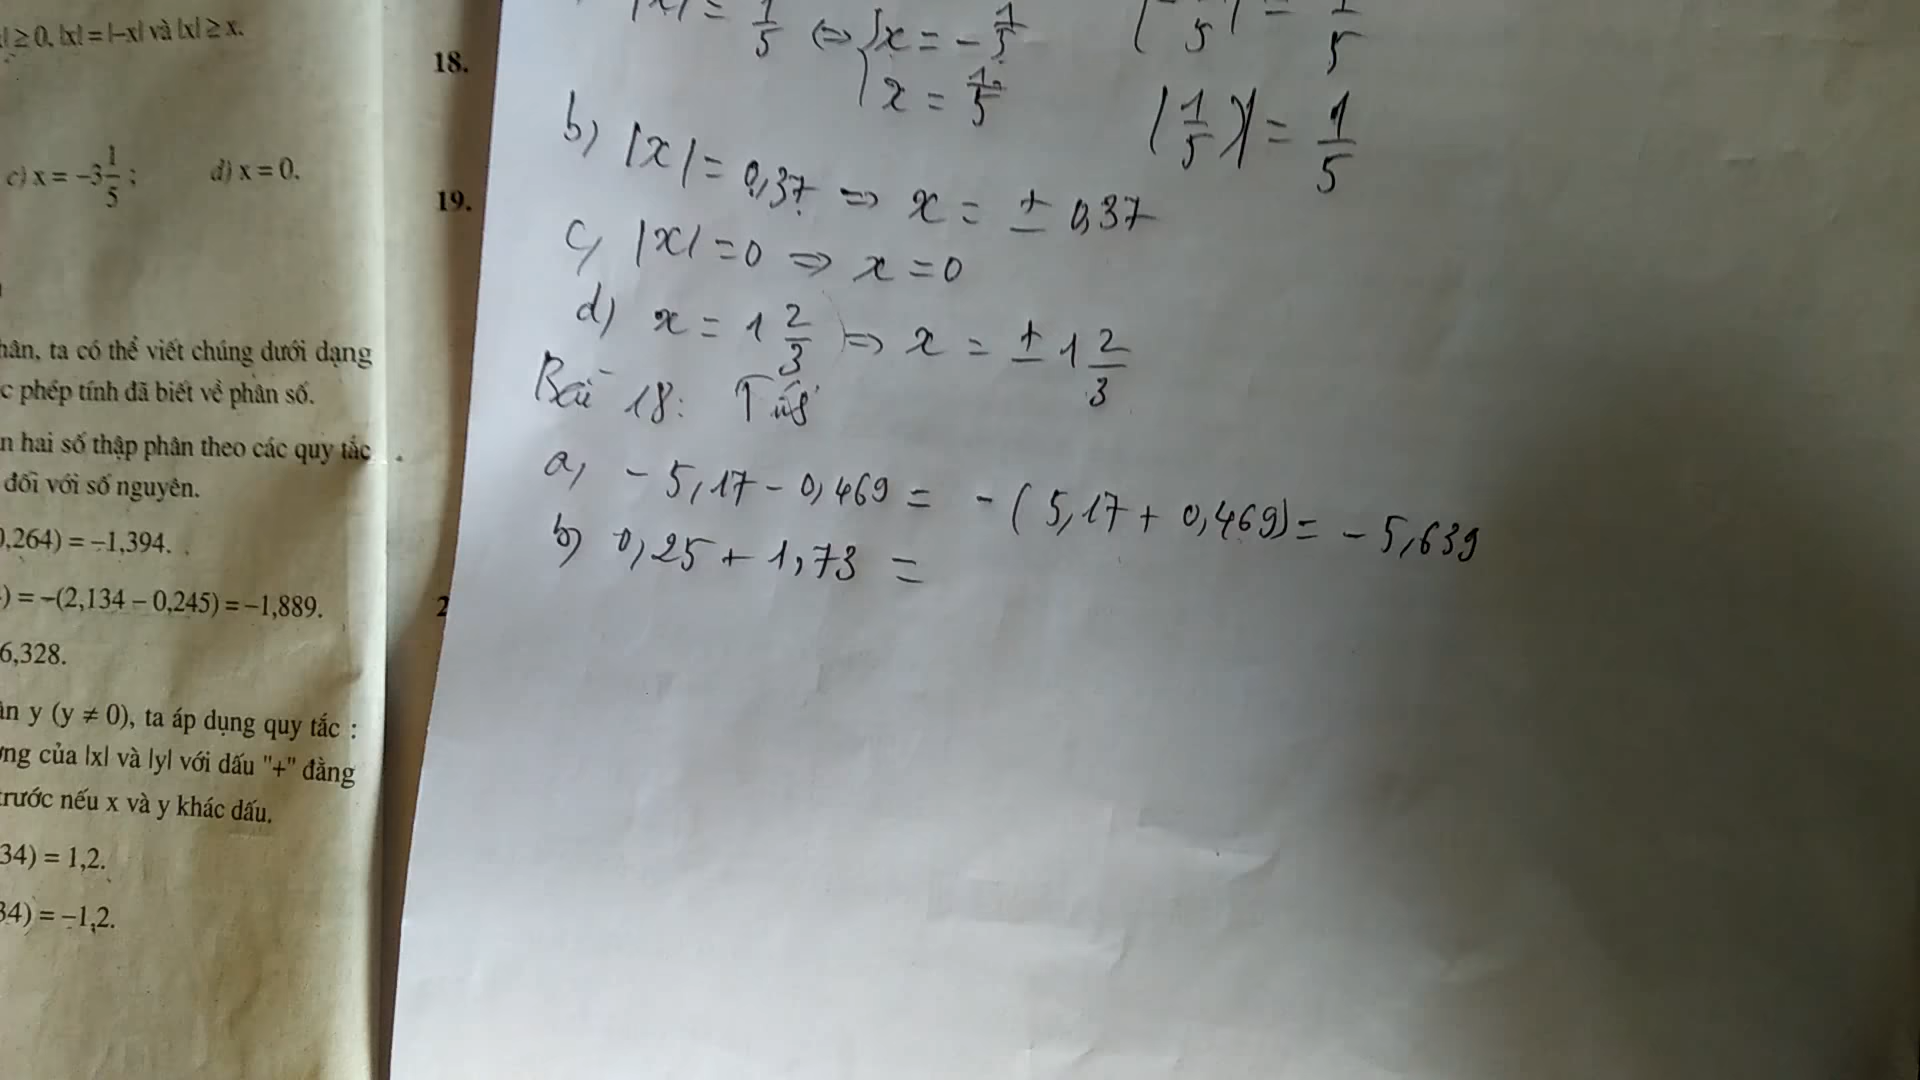 | ≥ 0, |x| = |–x| và |x| ≥ x.
c) x = –3 1/5 ; d) x = 0.
hân, ta có thể viết chúng dưới dạng
c phép tính đã biết về phân số.
n hai số thập phân theo các quy tắc
đối với số nguyên.
0,264) = –1,394.
) = –(2,134 – 0,245) = –1,889.
6,328.
ân y (y ≠ 0), ta áp dụng quy tắc :
ơng của |x| và |y| với dấu "+" đằng
trước nếu x và y khác dấu.
34) = 1,2.
34) = –1,2.
18.
19.
2
|x| = 1/5 <=> x = - 1/5
x = 1/5
|1/5| = 1/5
b) |x| = 0,37 => x = ± 0,37
c, |x| = 0 => x = 0
d) x = 1 2/3 => x = ± 1 2/3
Bài 18: Tính
a, - 5,17 - 0,469 = - (5,17 + 0,469) = - 5,639
b) 0,25 + 1,73 =